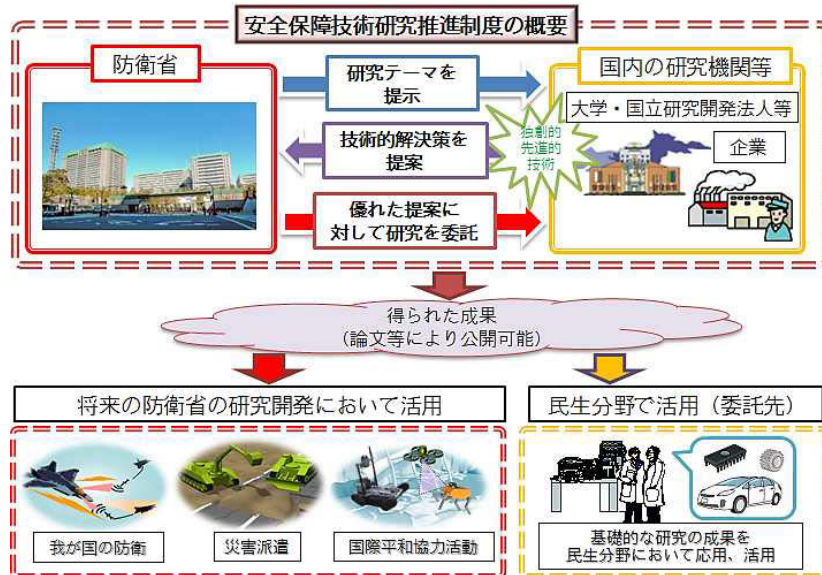 安全保障技術研究推進制度の概要
防衛省
研究テーマを
提示
技術的解決策を
提案
優れた提案に
対して研究を委託
独創的
先進的
技術
国内の研究機関等
大学・国立研究開発法人等
企業
得られた成果
(論文等により公開可能)
将来の防衛省の研究開発において活用
我が国の防衛
災害派遣
国際平和協力活動
民生分野で活用（委託先）
基礎的な研究の成果を
民生分野において応用、活用